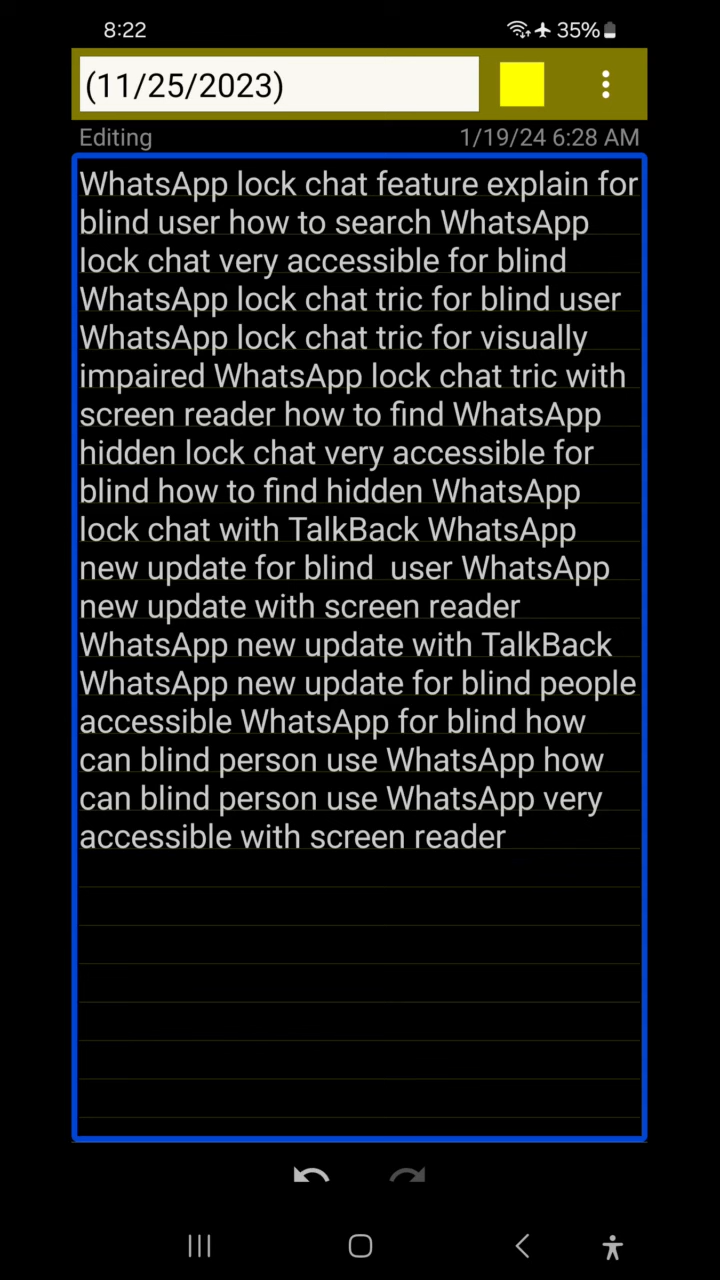 8:22
35%
(11/25/2023)
Editing 1/19/24 6:28 AM
WhatsApp lock chat feature explain for
blind user how to search WhatsApp
lock chat very accessible for blind
WhatsApp lock chat tric for blind user
WhatsApp lock chat tric for visually
impaired WhatsApp lock chat tric with
screen reader how to find WhatsApp
hidden lock chat very accessible for
blind how to find hidden WhatsApp
lock chat with TalkBack WhatsApp
new update for blind  user WhatsApp
new update with screen reader
WhatsApp new update with TalkBack
WhatsApp new update for blind people
accessible WhatsApp for blind how
can blind person use WhatsApp how
can blind person use WhatsApp very
accessible with screen reader